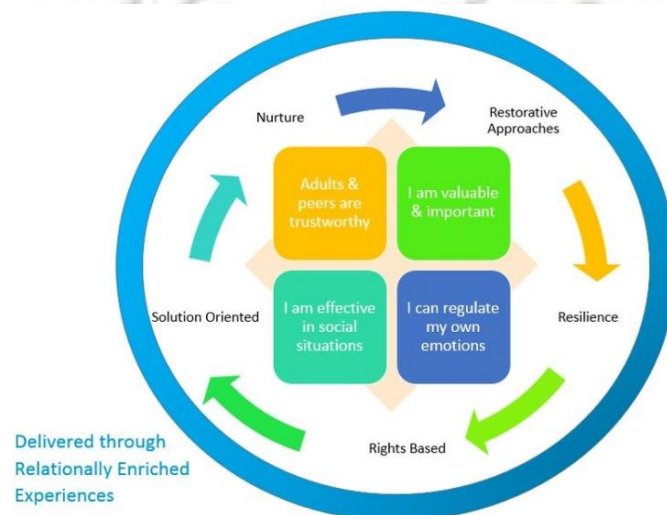 Nurture
Restorative
Approaches
Adults &
peers are
trustworthy
I am valuable
& important
Solution Oriented
I am effective
in social
situations
I can regulate
my own
emotions
Resilience
Rights Based
Delivered through
Relationally Enriched
Experiences